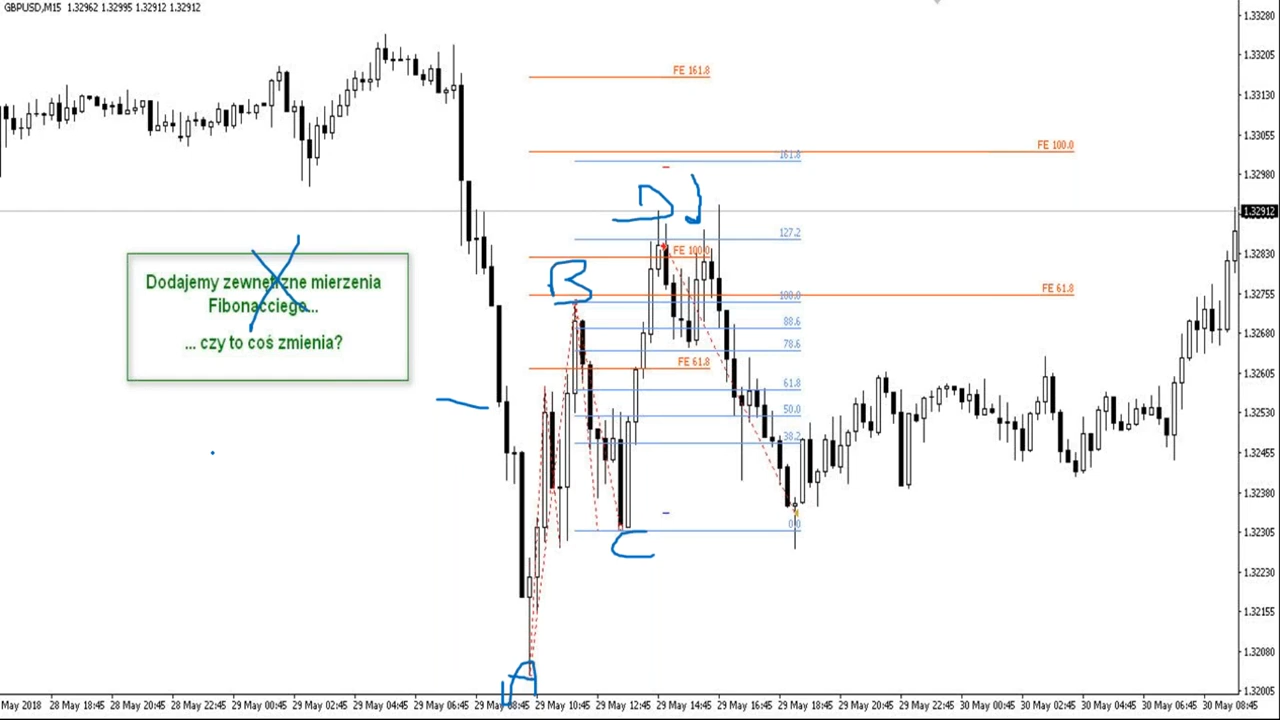 GBPUSD,M15 1.32962 1.32995 1.32912 1.32912
1.33280
1.33205
FE 161.8
1.33130
1.33055
FE 100.0
161.8
1.32980
D
1.32912
127.2
FE 100.0
1.32830
Dodajemy zewnętrzne mierzenia
Fibonacciego...
... czy to coś zmienia?
B
FE 61.8
100.0
1.32755
88.6
1.32680
78.6
FE 61.8
1.32605
61.8
50.0
1.32530
38.2
1.32455
1.32380
0.0
1.32305
C
1.32230
1.32155
1.32080
A
1.32005
May 2018 28 May 18:45 28 May 20:45 28 May 22:45 29 May 00:45 29 May 02:45 29 May 04:45 29 May 06:45 29 May 08:45 29 May 10:45 29 May 12:45 29 May 14:45 29 May 16:45 29 May 18:45 29 May 20:45 29 May 22:45 30 May 00:45 30 May 02:45 30 May 04:45 30 May 06:45 30 May 08:45